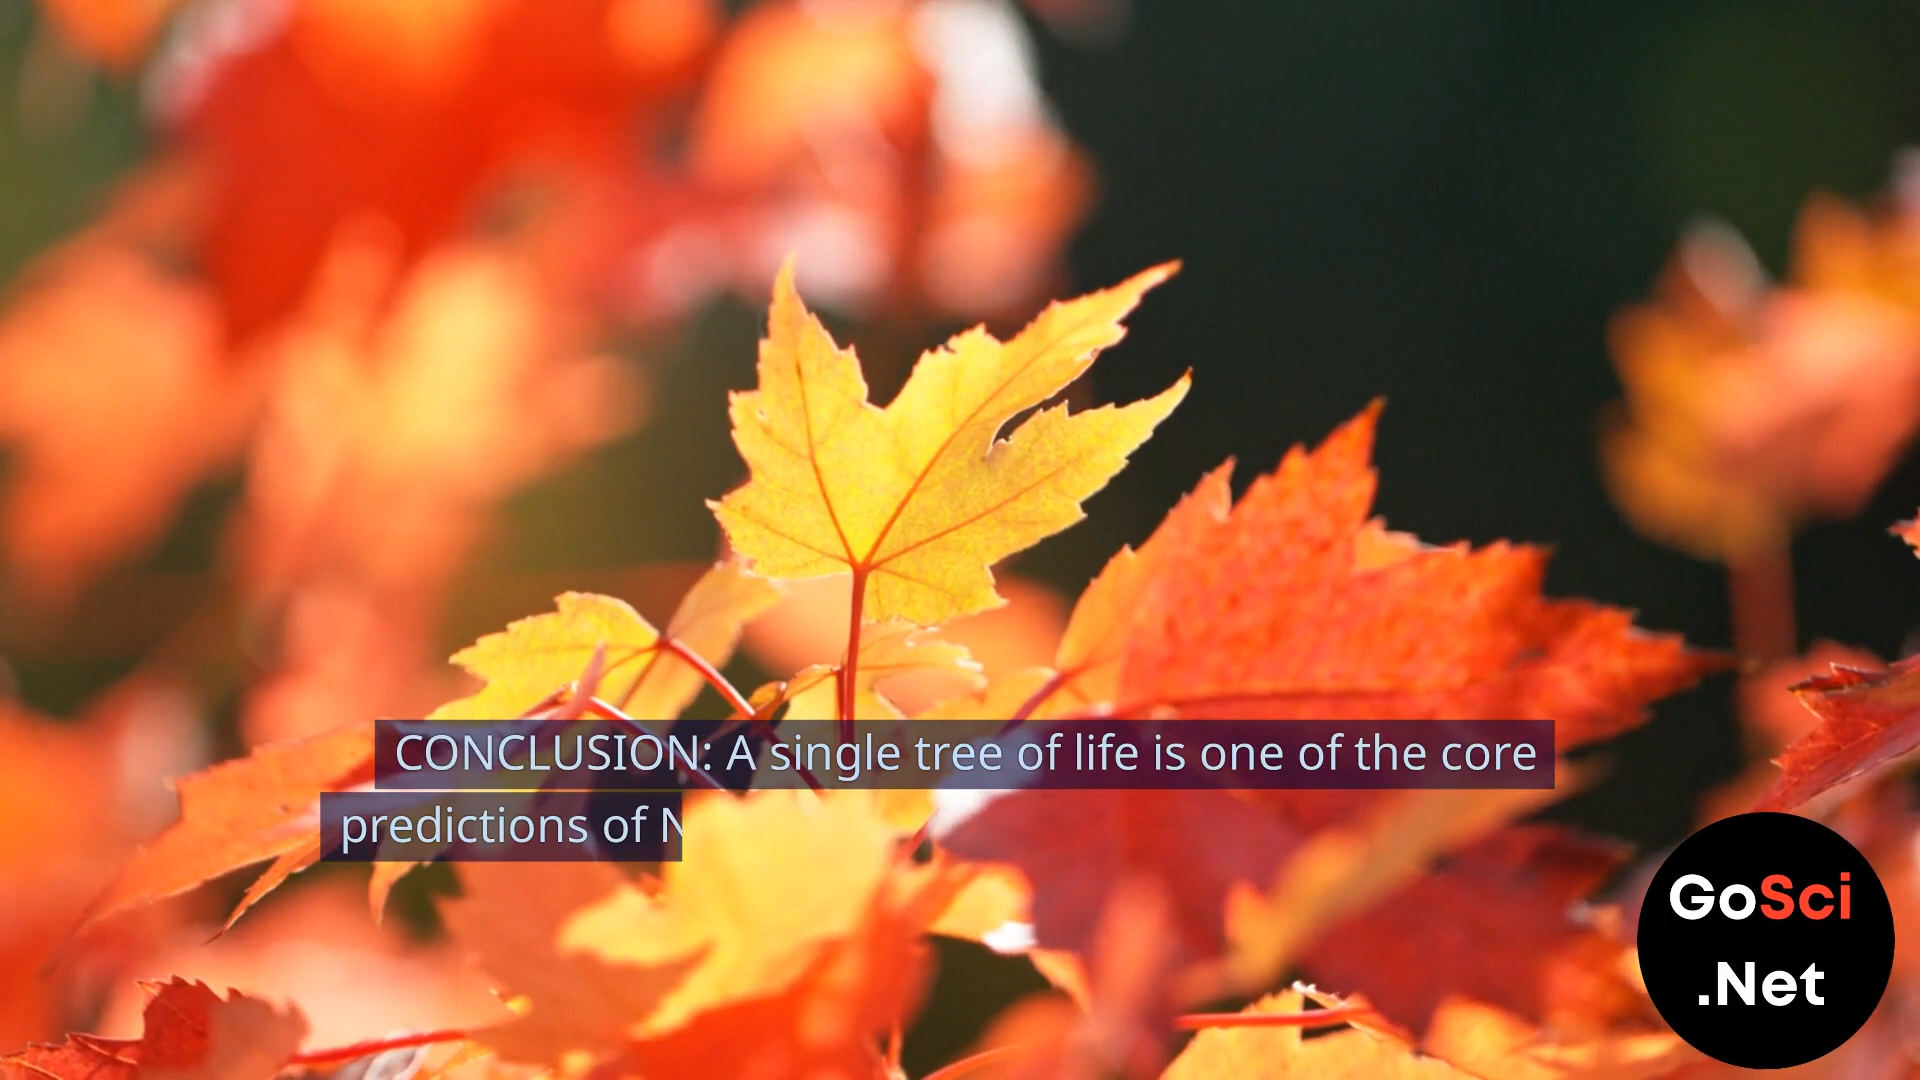 CONCLUSION: A single tree of life is one of the core
predictions of
GoSci
.Net